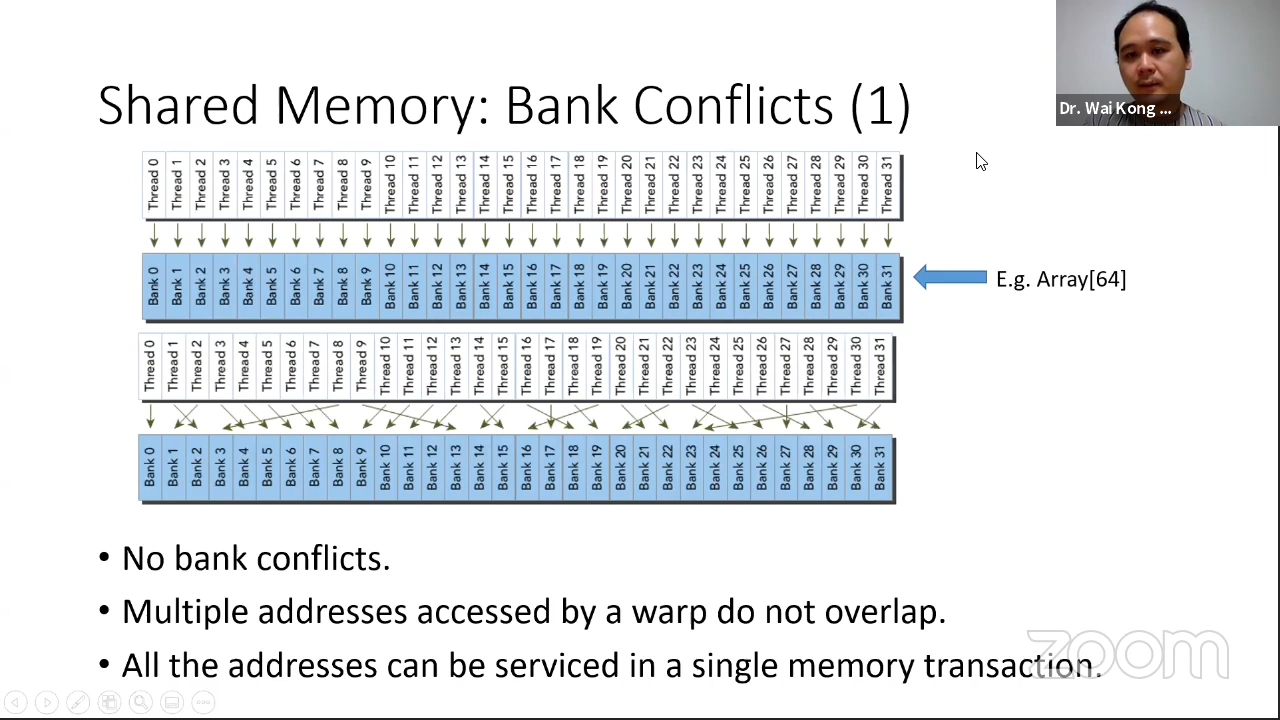 Dr. Wai Kong ...
Shared Memory: Bank Conflicts (1)
Thread 0 Thread 1 Thread 2 Thread 3 Thread 4 Thread 5 Thread 6 Thread 7 Thread 8 Thread 9 Thread 10 Thread 11 Thread 12 Thread 13 Thread 14 Thread 15 Thread 16 Thread 17 Thread 18 Thread 19 Thread 20 Thread 21 Thread 22 Thread 23 Thread 24 Thread 25 Thread 26 Thread 27 Thread 28 Thread 29 Thread 30 Thread 31
Bank 0 Bank 1 Bank 2 Bank 3 Bank 4 Bank 5 Bank 6 Bank 7 Bank 8 Bank 9 Bank 10 Bank 11 Bank 12 Bank 13 Bank 14 Bank 15 Bank 16 Bank 17 Bank 18 Bank 19 Bank 20 Bank 21 Bank 22 Bank 23 Bank 24 Bank 25 Bank 26 Bank 27 Bank 28 Bank 29 Bank 30 Bank 31
E.g. Array[64]
Thread 0 Thread 1 Thread 2 Thread 3 Thread 4 Thread 5 Thread 6 Thread 7 Thread 8 Thread 9 Thread 10 Thread 11 Thread 12 Thread 13 Thread 14 Thread 15 Thread 16 Thread 17 Thread 18 Thread 19 Thread 20 Thread 21 Thread 22 Thread 23 Thread 24 Thread 25 Thread 26 Thread 27 Thread 28 Thread 29 Thread 30 Thread 31
Bank 0 Bank 1 Bank 2 Bank 3 Bank 4 Bank 5 Bank 6 Bank 7 Bank 8 Bank 9 Bank 10 Bank 11 Bank 12 Bank 13 Bank 14 Bank 15 Bank 16 Bank 17 Bank 18 Bank 19 Bank 20 Bank 21 Bank 22 Bank 23 Bank 24 Bank 25 Bank 26 Bank 27 Bank 28 Bank 29 Bank 30 Bank 31
• No bank conflicts.
• Multiple addresses accessed by a warp do not overlap.
• All the addresses can be serviced in a single memory transaction.
zoom